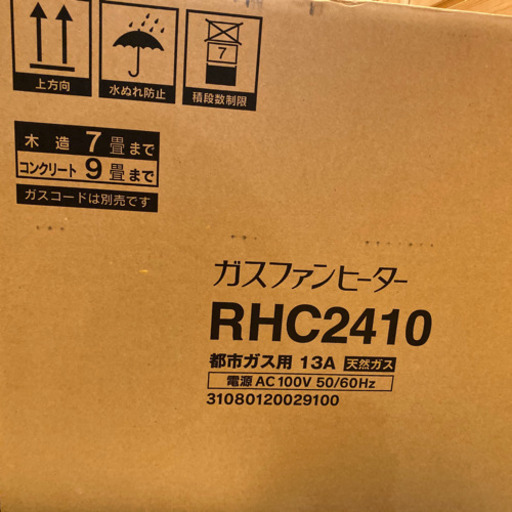 上方向
水ぬれ防止
7
積段数制限
木造 7畳まで
コンクリート 9畳まで
ガスコードは別売です
ガスファンヒーター
RHC2410
都市ガス用 13A 天然ガス
電源 AC100V 50/60Hz
31080120029100